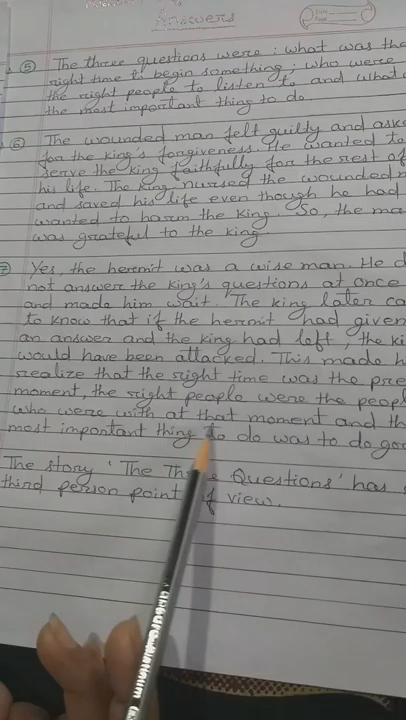 Answers
5 The three questions were: what was the
right time to begin something; who were
the right people to listen to and what
the most important thing to do.
6 The wounded man felt guilty and aske
for the king's forgiveness. He wanted to
serve the king faithfully for the rest of
his life. The king nursed the wounded
and saved his life even though he had
wanted to harm the king. So, the ma
was grateful to the king.
7 Yes, the hermit was a wise man. He d
not answer the king's questions at once
and made him wait. The king later ca
to know that if the hermit had given
an answer and the king had left, the ki
would have been attacked. This made h
realize that the right time was the pre
moment, the right people were the peopl
who were with at that moment and th
most important thing to do was to do goo
The story 'The Th e Questions' has
third person point of view.
apsara platinum